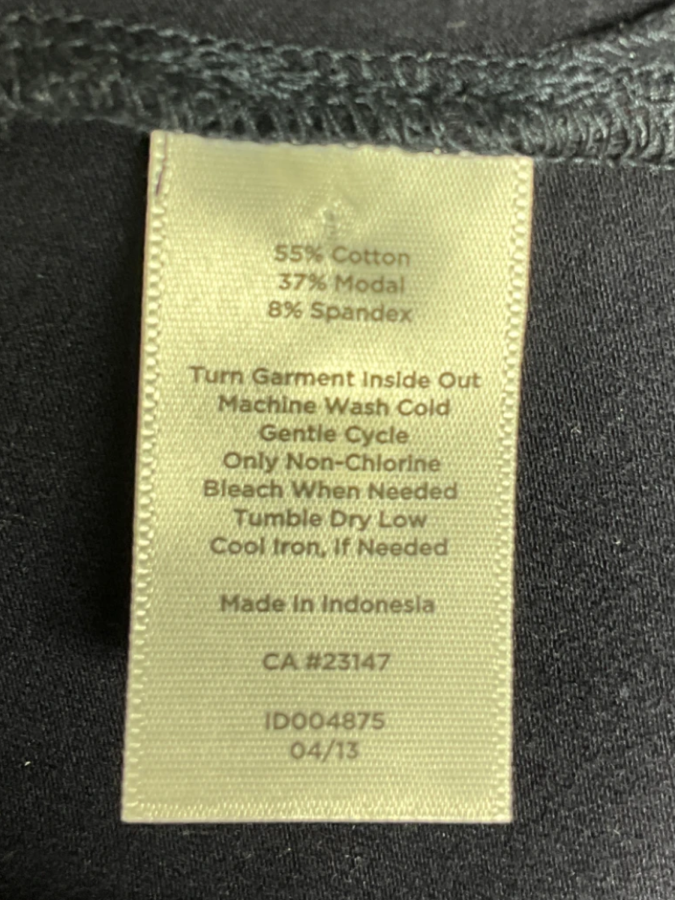 55% Cotton
37% Modal
8% Spandex
Turn Garment Inside Out
Machine Wash Cold
Gentle Cycle
Only Non-Chlorine
Bleach When Needed
Tumble Dry Low
Cool Iron, If Needed
Made in Indonesia
CA #23147
ID004875
04/13